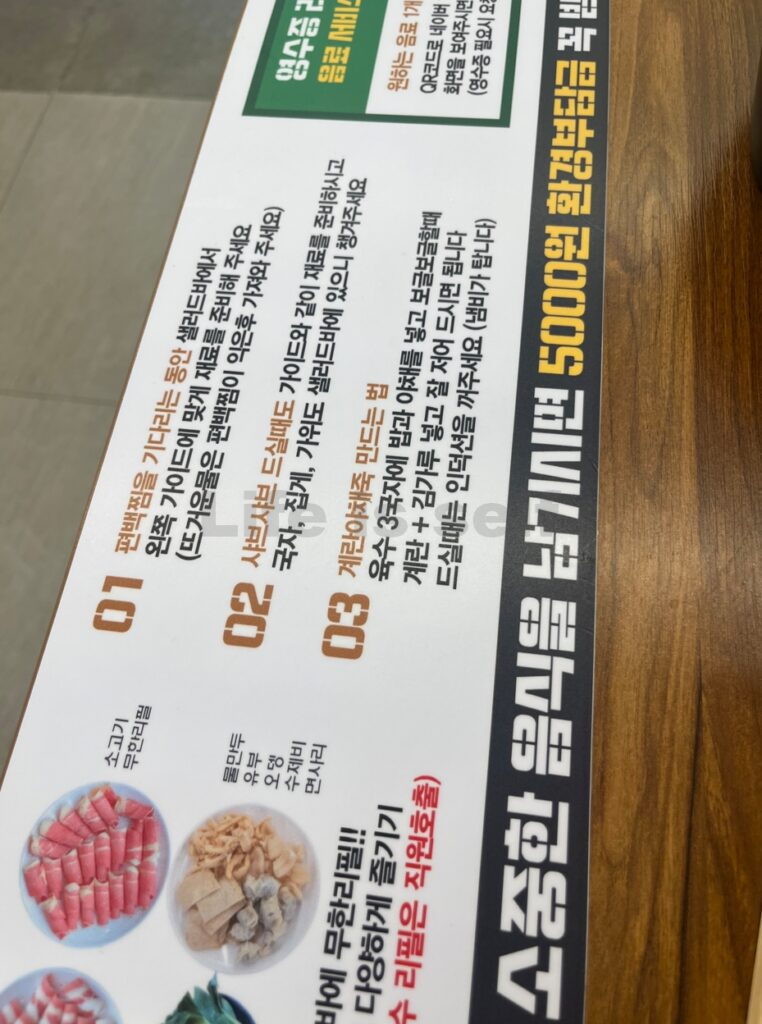 소고기
무한리필
물만두
유부
오뎅
수제비
면사리
바에 무한리필!!
다양하게 즐기기
수 리필은 직원호출)
01 편백찜을 기다리는 동안 샐러드바에서
왼쪽 가이드에 맞게 재료를 준비해 주세요
(뜨거운물은 편백찜이 익은후 가져와 주세요)
02 샤브샤브 드실때도 가이드와 같이 재료를 준비하시고
국자, 집게, 가위도 샐러드바에 있으니 챙겨주세요
03 계란야채죽 만드는 법
육수 3국자에 밥과 야채를 넣고 보글보글할때
계란 + 김가루 넣고 잘 저어 드시면 됩니다
드실때는 인덕션을 꺼주세요 (냄비가 탑니다)
영수증
음료 서비스
원하는 음료 1개
QR코드로 네이버
화면을 보여주시면
(영수증 필요시 요청
소중한 음식을 남기시면 5000원 환경부담금 꼭
Life is se